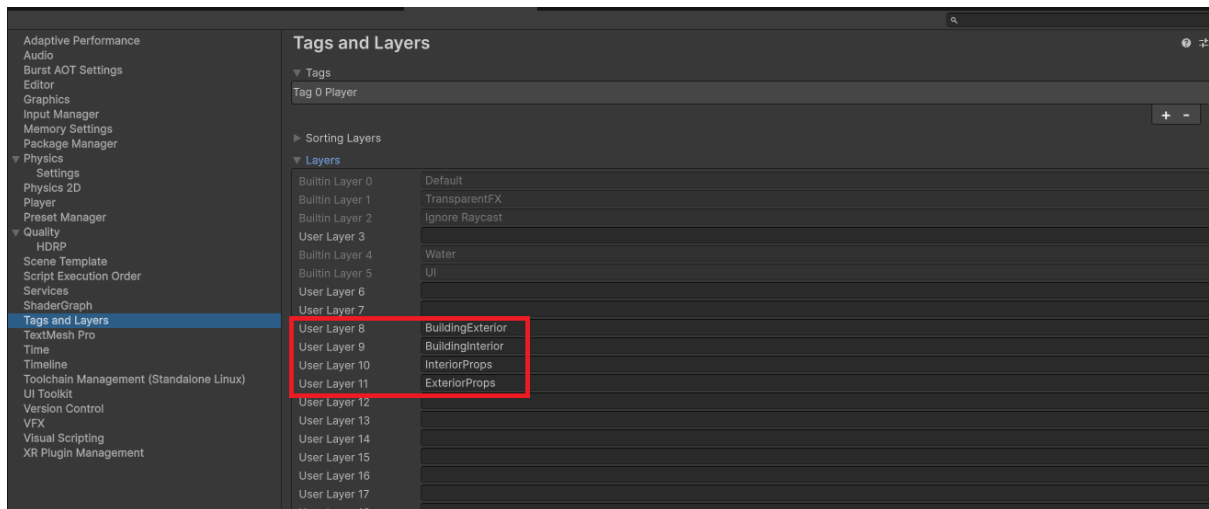 Adaptive Performance
Audio
Burst AOT Settings
Editor
Graphics
Input Manager
Memory Settings
Package Manager
Physics
Settings
Physics 2D
Player
Preset Manager
Quality
HDRP
Scene Template
Script Execution Order
Services
ShaderGraph
Tags and Layers
TextMesh Pro
Time
Timeline
Toolchain Management (Standalone Linux)
UI Toolkit
Version Control
VFX
Visual Scripting
XR Plugin Management
Tags and Layers
Tags
Tag 0 Player
+ -
Sorting Layers
Layers
Builtin Layer 0 Default
Builtin Layer 1 TransparentFX
Builtin Layer 2 Ignore Raycast
User Layer 3
Builtin Layer 4 Water
Builtin Layer 5 UI
User Layer 6
User Layer 7
User Layer 8 BuildingExterior
User Layer 9 BuildingInterior
User Layer 10 InteriorProps
User Layer 11 ExteriorProps
User Layer 12
User Layer 13
User Layer 14
User Layer 15
User Layer 16
User Layer 17